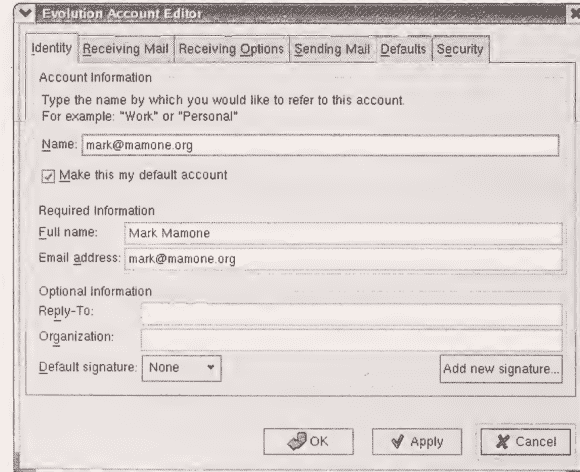 Evolution Account Editor
Identity Receiving Mail Receiving Options Sending Mail Defaults Security
Account Information
Type the name by which you would like to refer to this account.
For example: "Work" or "Personal"
Name: mark@mamone.org
Make this my default account
Required Information
Full name: Mark Mamone
Email address: mark@mamone.org
Optional Information
Reply-To:
Organization:
Default signature: None Add new signature...
OK Apply Cancel